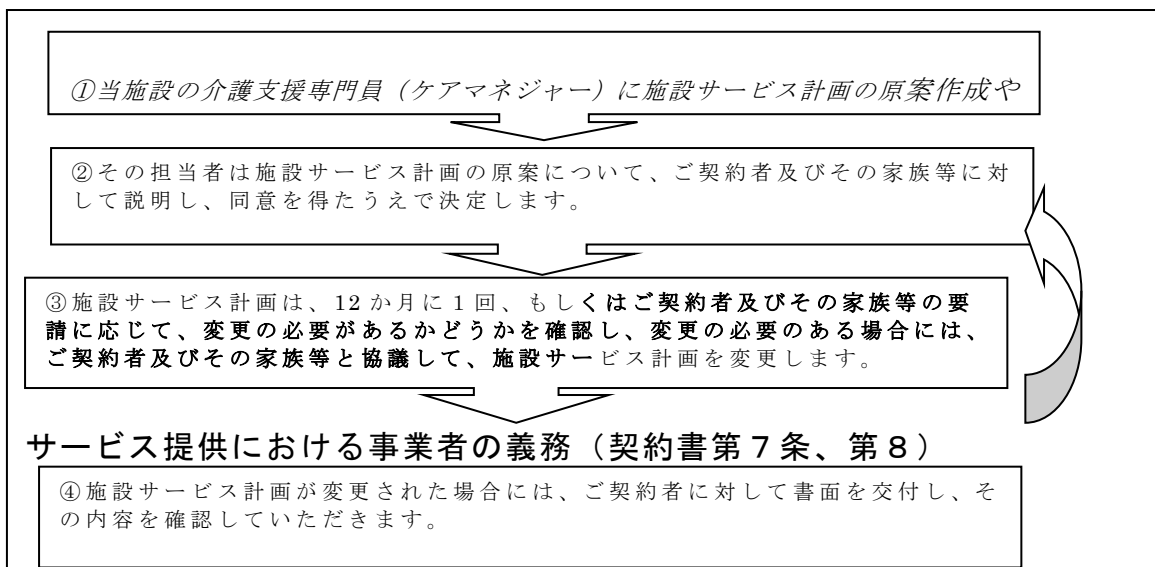 ①当施設の介護支援専門員（ケアマネジャー）に施設サービス計画の原案作成や
②その担当者は施設サービス計画の原案について、ご契約者及びその家族等に対
して説明し、同意を得たうえで決定します。
③施設サービス計画は、12か月に1回、もしくはご契約者及びその家族等の要
請に応じて、変更の必要があるかどうかを確認し、変更の必要のある場合には、
ご契約者及びその家族等と協議して、施設サービス計画を変更します。
サービス提供における事業者の義務（契約書第７条、第８）
④施設サービス計画が変更された場合には、ご契約者に対して書面を交付し、そ
の内容を確認していただきます。